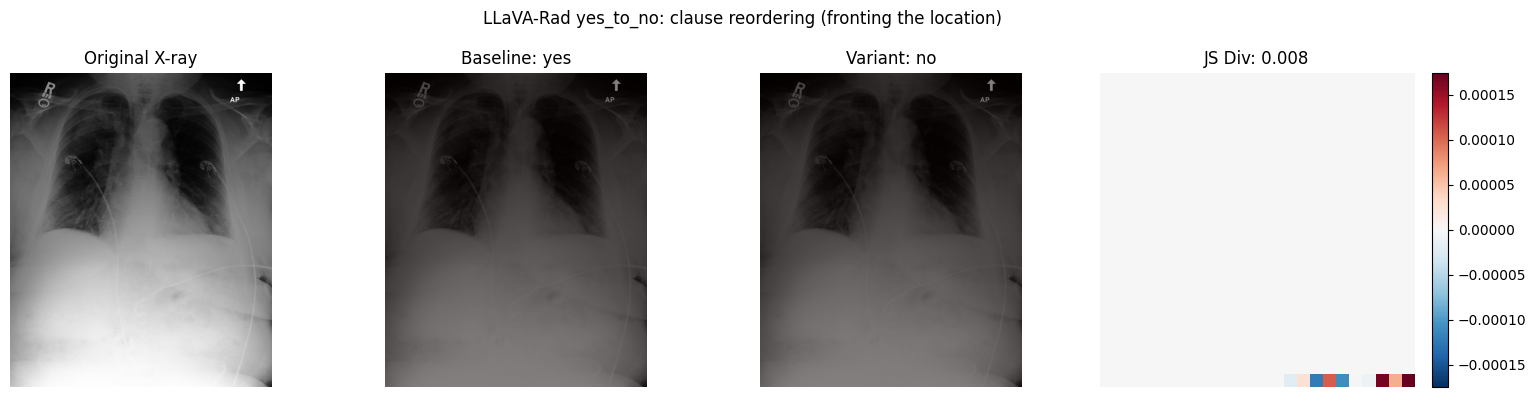 LLaVA-Rad yes_to_no: clause reordering (fronting the location)
Original X-ray
Baseline: yes
Variant: no
JS Div: 0.008
R
AP
R
AP
R
AP
0.00015
0.00010
0.00005
0.00000
−0.00005
−0.00010
−0.00015